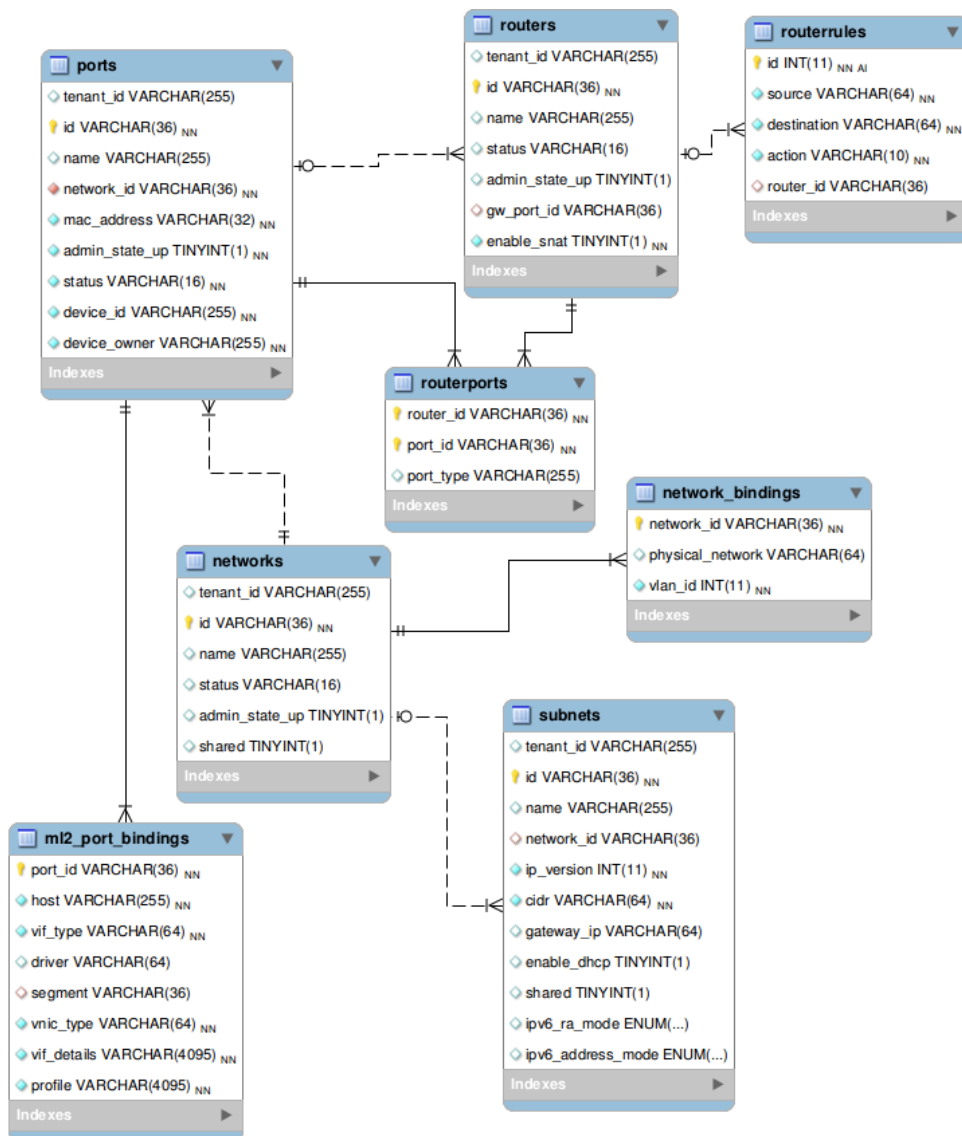 routers
tenant_id VARCHAR(255)
id VARCHAR(36) NN
name VARCHAR(255)
status VARCHAR(16)
admin_state_up TINYINT(1)
gw_port_id VARCHAR(36)
enable_snat TINYINT(1) NN
Indexes
routerrules
id INT(11) NN AI
source VARCHAR(64) NN
destination VARCHAR(64) NN
action VARCHAR(10) NN
router_id VARCHAR(36)
Indexes
ports
tenant_id VARCHAR(255)
id VARCHAR(36) NN
name VARCHAR(255)
network_id VARCHAR(36) NN
mac_address VARCHAR(32) NN
admin_state_up TINYINT(1) NN
status VARCHAR(16) NN
device_id VARCHAR(255) NN
device_owner VARCHAR(255) NN
Indexes
routerports
router_id VARCHAR(36) NN
port_id VARCHAR(36) NN
port_type VARCHAR(255)
Indexes
network_bindings
network_id VARCHAR(36) NN
physical_network VARCHAR(64)
vlan_id INT(11) NN
Indexes
networks
tenant_id VARCHAR(255)
id VARCHAR(36) NN
name VARCHAR(255)
status VARCHAR(16)
admin_state_up TINYINT(1)
shared TINYINT(1)
Indexes
subnets
tenant_id VARCHAR(255)
id VARCHAR(36) NN
name VARCHAR(255)
network_id VARCHAR(36)
ip_version INT(11) NN
cidr VARCHAR(64) NN
gateway_ip VARCHAR(64)
enable_dhcp TINYINT(1)
shared TINYINT(1)
ipv6_ra_mode ENUM(...)
ipv6_address_mode ENUM(...)
Indexes
ml2_port_bindings
port_id VARCHAR(36) NN
host VARCHAR(255) NN
vif_type VARCHAR(64) NN
driver VARCHAR(64)
segment VARCHAR(36)
vnic_type VARCHAR(64) NN
vif_details VARCHAR(4095) NN
profile VARCHAR(4095) NN
Indexes